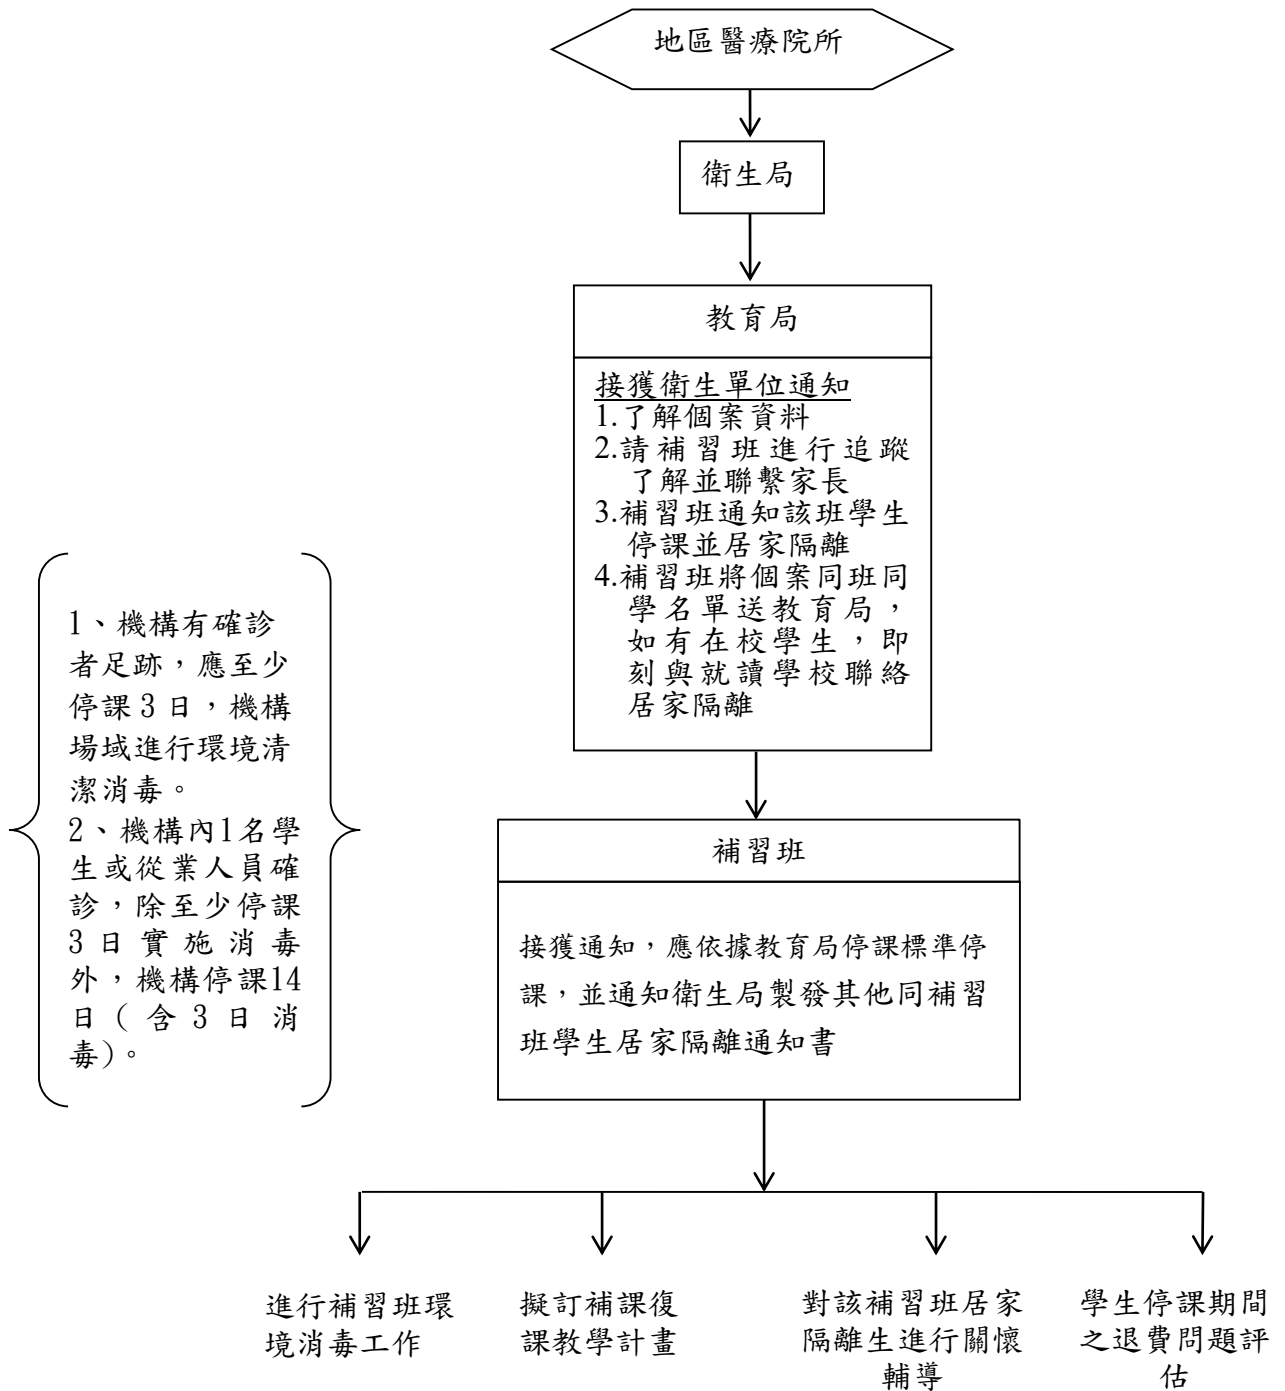 地區醫療院所
衛生局
教育局
接獲衛生單位通知
1.了解個案資料
2.請補習班進行追蹤
了解並聯繫家長
3.補習班通知該班學生
停課並居家隔離
4.補習班將個案同班同
學名單送教育局，
如有在校學生，即
刻與就讀學校聯絡
居家隔離
1、機構有確診
者足跡，應至少
停課3日，機構
場域進行環境清
潔消毒。
2、機構內1名學
生或從業人員確
診，除至少停課
3日實施消毒
外，機構停課14
日(含3日消
毒)。
補習班
接獲通知，應依據教育局停課標準停
課，並通知衛生局製發其他同補習
班學生居家隔離通知書
進行補習班環
境消毒工作
擬訂補課復
課教學計畫
對該補習班居家
隔離生進行關懷
輔導
學生停課期間
之退費問題評
估